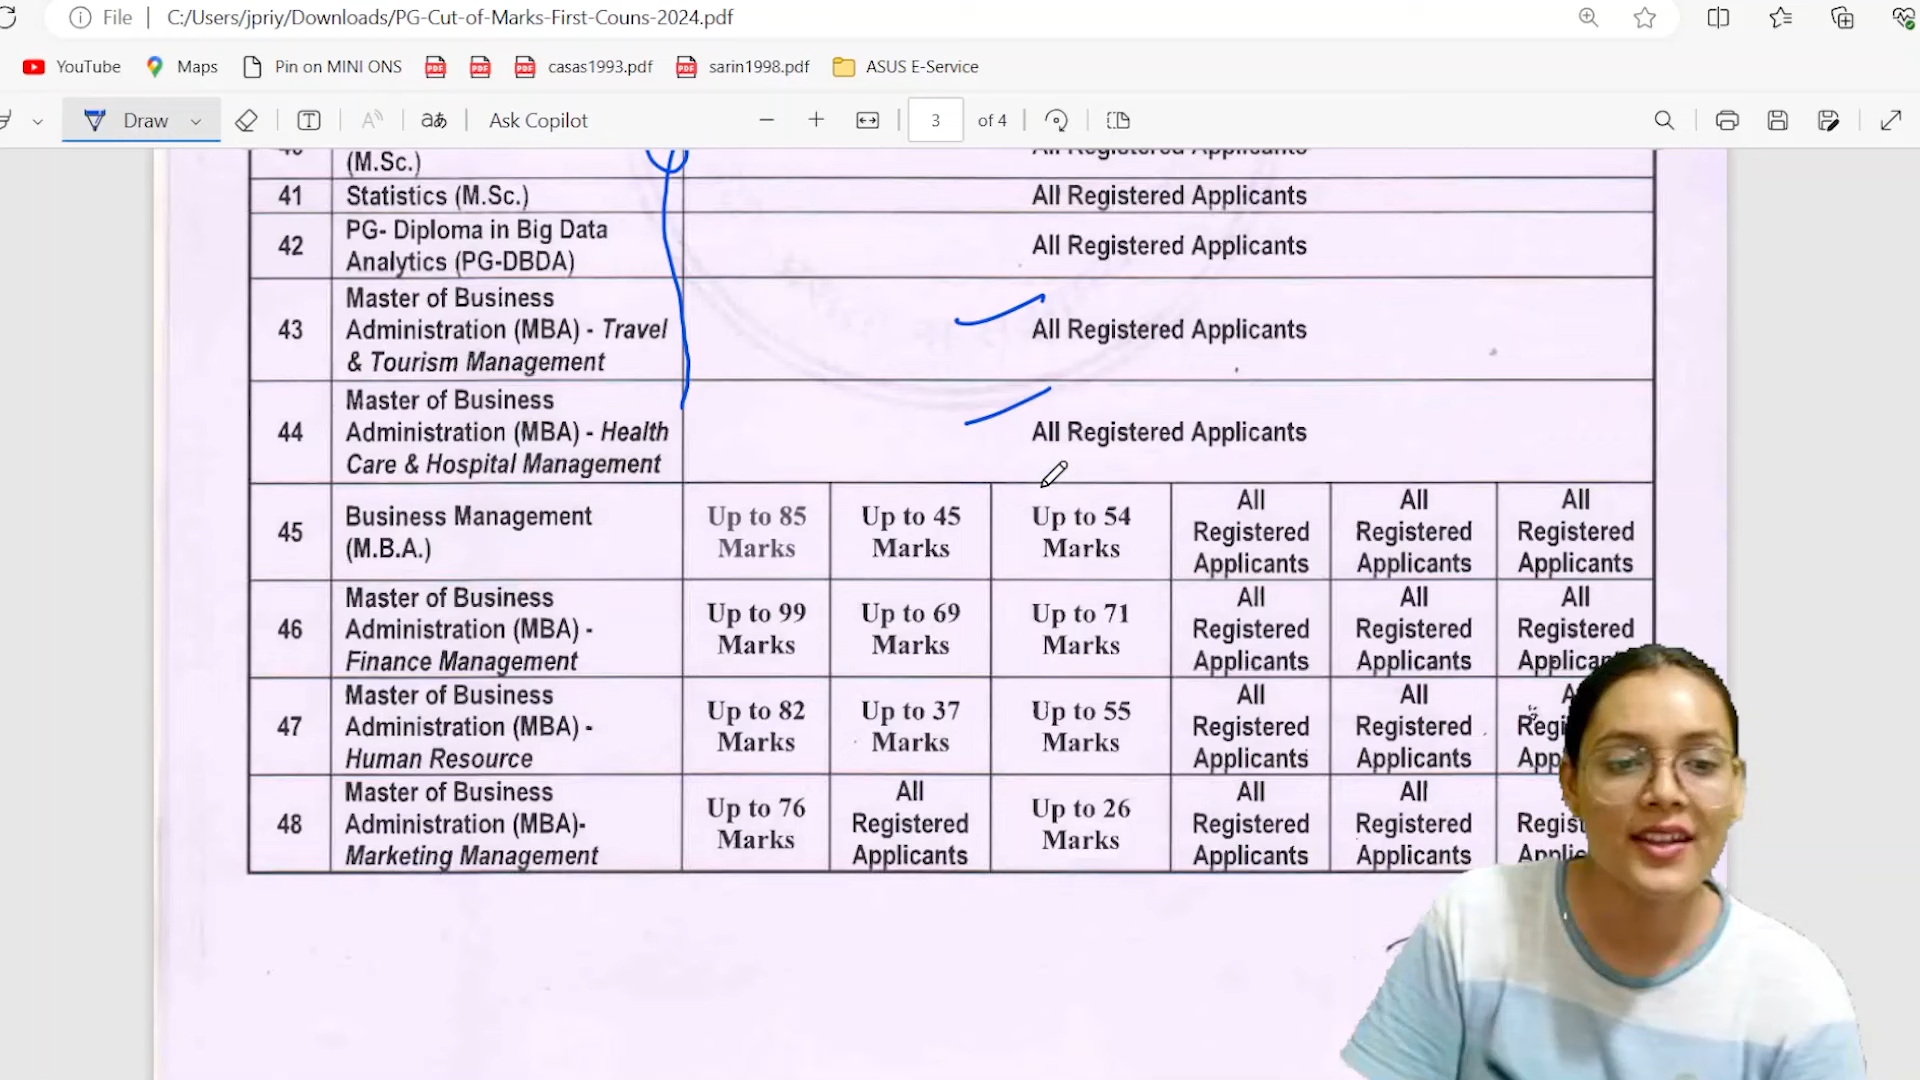 File
C:/Users/jpriy/Downloads/PG-Cut-of-Marks-First-Couns-2024.pdf
YouTube
Maps
Pin on MINI ONS
casas1993.pdf
sarin1998.pdf
ASUS E-Service
Draw
Ask Copilot
3 of 4
(M.Sc.)
All Registered Applicants
41 Statistics (M.Sc.) All Registered Applicants
42 PG- Diploma in Big Data
Analytics (PG-DBDA)
All Registered Applicants
43 Master of Business
Administration (MBA) - Travel
& Tourism Management
All Registered Applicants
44 Master of Business
Administration (MBA) - Health
Care & Hospital Management
All Registered Applicants
45 Business Management
(M.B.A.)
Up to 85
Marks
Up to 45
Marks
Up to 54
Marks
All
Registered
Applicants
All
Registered
Applicants
All
Registered
Applicants
46 Master of Business
Administration (MBA) -
Finance Management
Up to 99
Marks
Up to 69
Marks
Up to 71
Marks
All
Registered
Applicants
All
Registered
Applicants
All
Registered
47 Master of Business
Administration (MBA) -
Human Resource
Up to 82
Marks
Up to 37
Marks
Up to 55
Marks
All
Registered
Applicants
All
Registered
Applicants
48 Master of Business
Administration (MBA)-
Marketing Management
Up to 76
Marks
All
Registered
Applicants
Up to 26
Marks
All
Registered
Applicants
All
Registered
Applicants